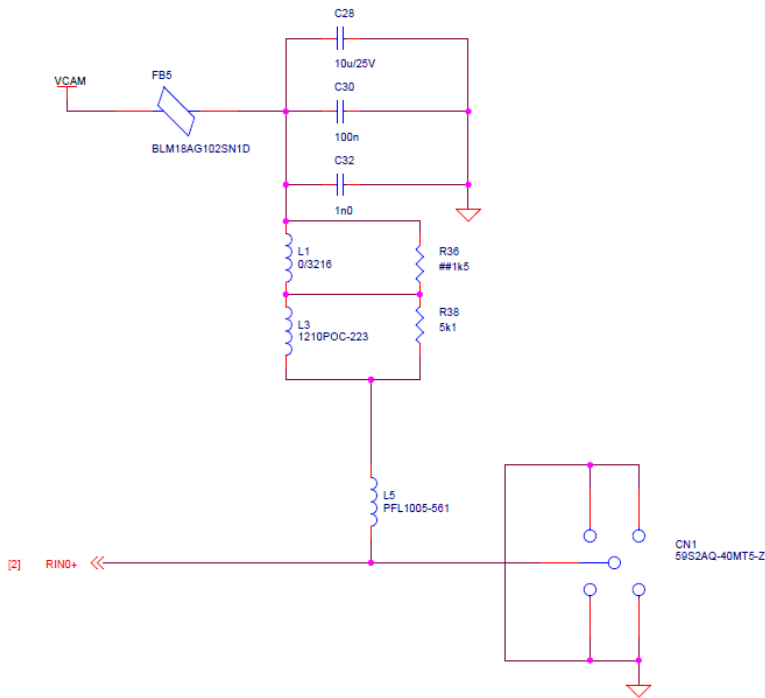 C28
10u/25V
VCAM
FB5
BLM18AG102SN1D
C30
100n
C32
1n0
L1
0/3216
R36
##1k5
L3
1210POC-223
R38
5k1
L5
PFL1005-561
[2] RIN0+
CN1
59S2AQ-40MT5-Z